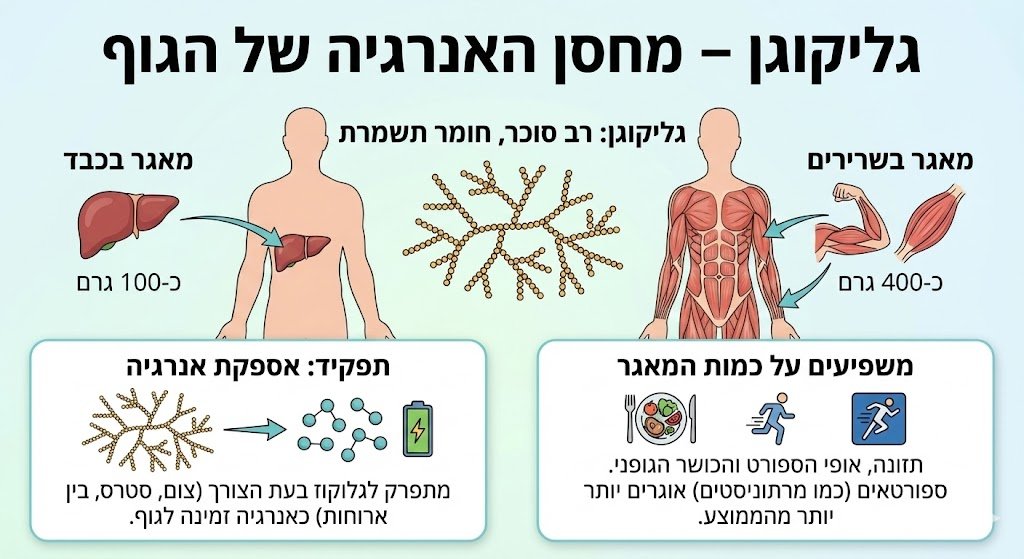 גליקוגן – מחסן האנרגיה של הגוף
גליקוגן: רב סוכר, חומר תשמרת
מאגר בשרירים
כ-400 גרם
מאגר בכבד
כ-100 גרם
משפיעים על כמות המאגר
תזונה, אופי הספורט והכושר הגופני.
ספורטאים (כמו מרתוניסטים) אוגרים יותר
יותר מהממוצע.
תפקיד: אספקת אנרגיה
מתפרק לגלוקוז בעת הצורך (צום, סטרס, בין
ארוחות) כאנרגיה זמינה לגוף.